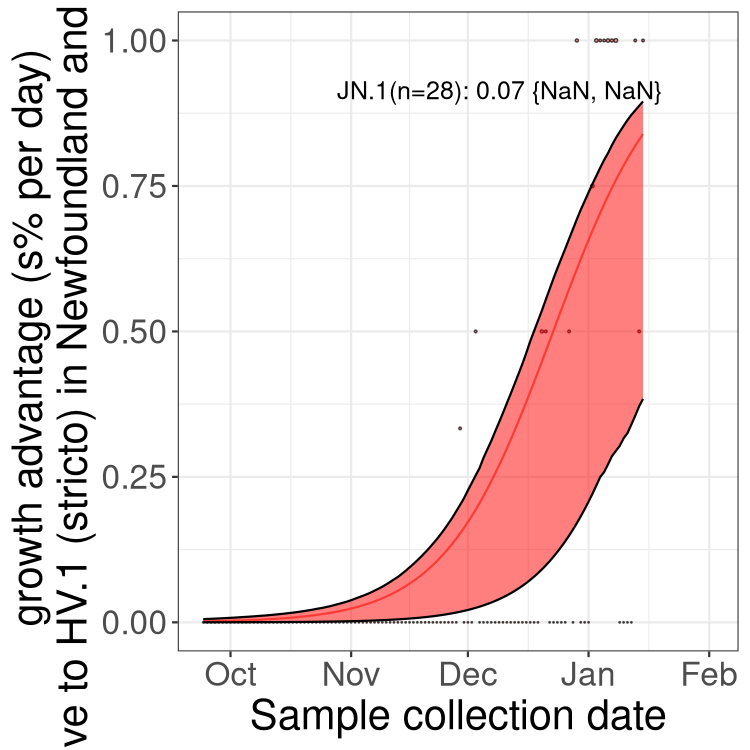 growth advantage (s% per day)
ve to HV.1 (stricto) in Newfoundland and
1.00
0.75
0.50
0.25
0.00
JN.1(n=28): 0.07 {NaN, NaN}
Oct Nov Dec Jan Feb
Sample collection date